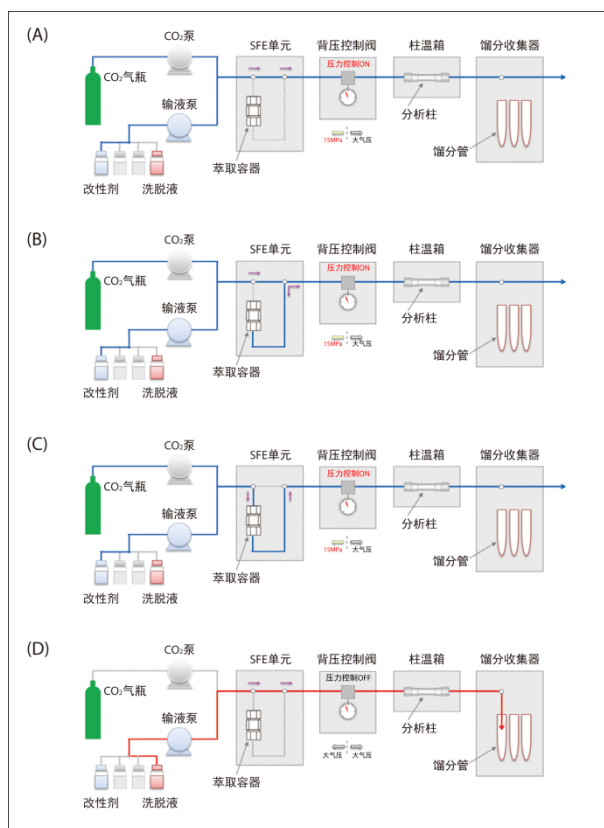 (A)
CO₂泵
SFE单元
背压控制阀
柱温箱
馏分收集器
压力控制ON
CO₂气瓶
输液泵
分析柱
15MPa
大气压
馏分管
萃取容器
改性剂
洗脱液
(B)
CO₂泵
SFE单元
背压控制阀
柱温箱
馏分收集器
压力控制ON
CO₂气瓶
输液泵
分析柱
15MPa
大气压
馏分管
萃取容器
改性剂
洗脱液
(C)
CO₂泵
SFE单元
背压控制阀
柱温箱
馏分收集器
压力控制ON
CO₂气瓶
输液泵
分析柱
15MPa
大气压
馏分管
萃取容器
改性剂
洗脱液
(D)
CO₂泵
SFE单元
背压控制阀
柱温箱
馏分收集器
压力控制OFF
CO₂气瓶
输液泵
分析柱
大气压
大气压
馏分管
萃取容器
改性剂
洗脱液